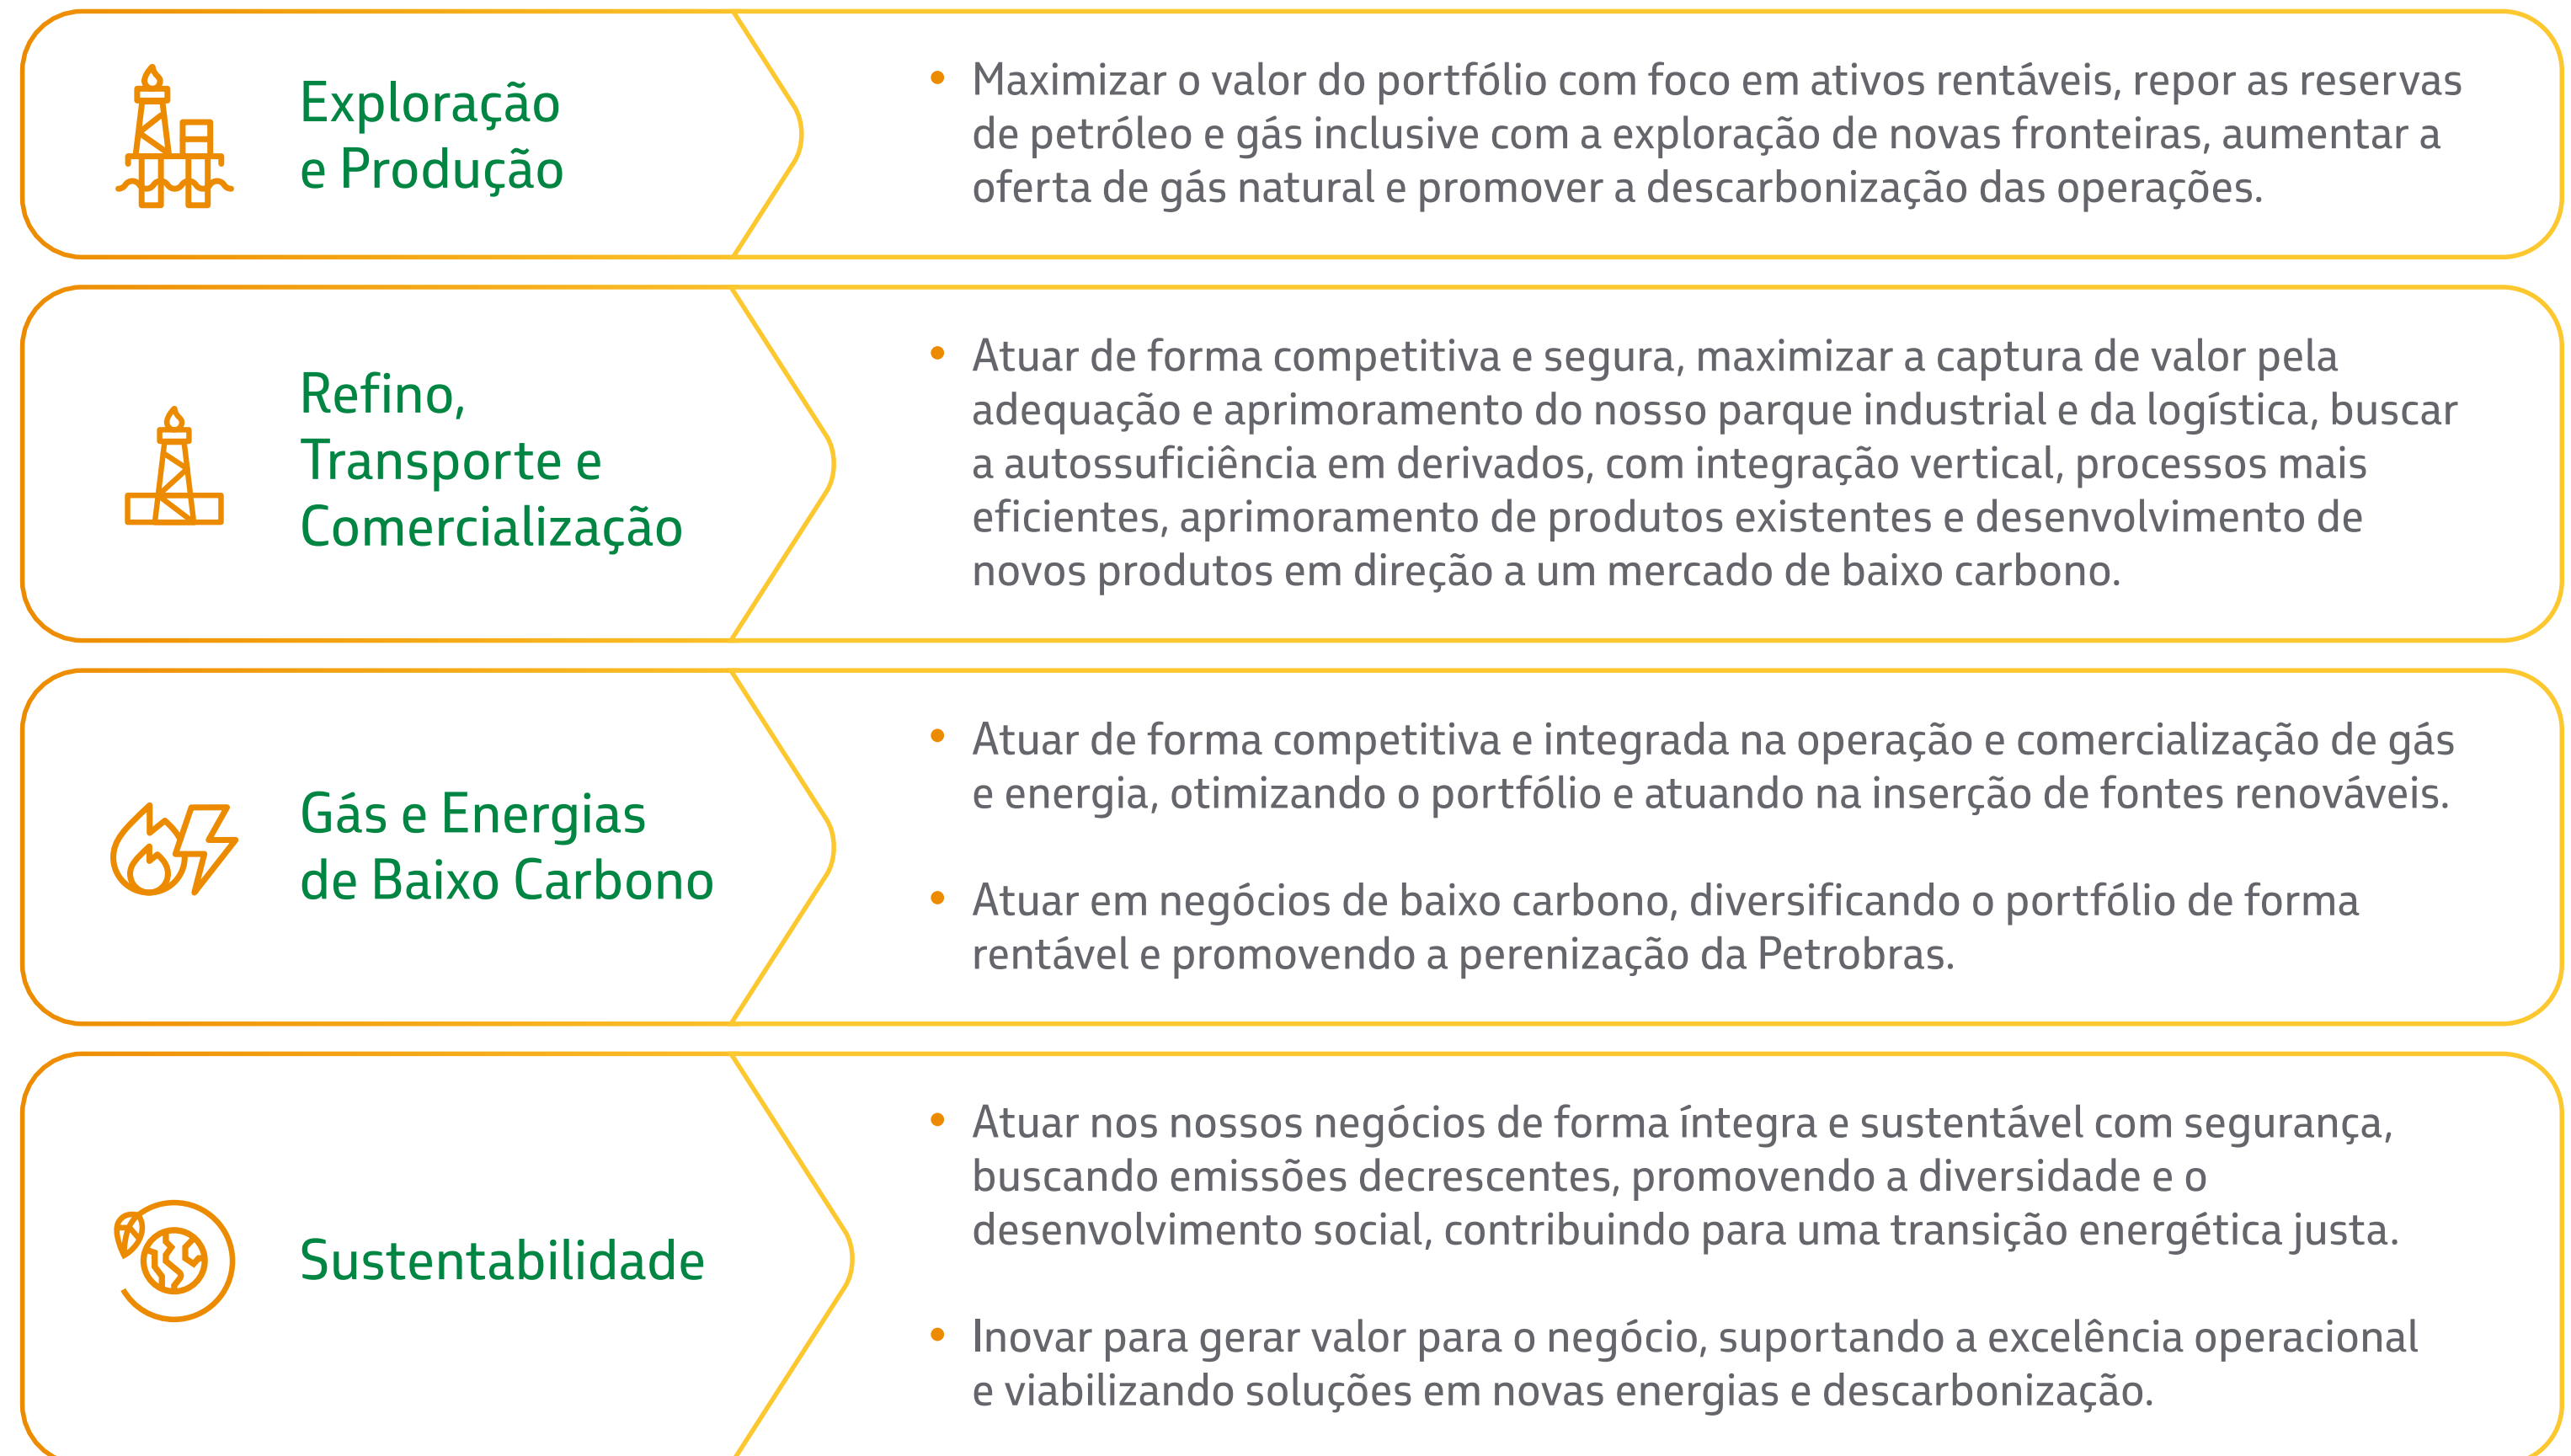 Exploração
e Produção
• Maximizar o valor do portfólio com foco em ativos rentáveis, repor as reservas
de petróleo e gás inclusive com a exploração de novas fronteiras, aumentar a
oferta de gás natural e promover a descarbonização das operações.
Refino,
Transporte e
Comercialização
• Atuar de forma competitiva e segura, maximizar a captura de valor pela
adequação e aprimoramento do nosso parque industrial e da logística, buscar
a autossuficiência em derivados, com integração vertical, processos mais
eficientes, aprimoramento de produtos existentes e desenvolvimento de
novos produtos em direção a um mercado de baixo carbono.
Gás e Energias
de Baixo Carbono
• Atuar de forma competitiva e integrada na operação e comercialização de gás
e energia, otimizando o portfólio e atuando na inserção de fontes renováveis.
• Atuar em negócios de baixo carbono, diversificando o portfólio de forma
rentável e promovendo a perenização da Petrobras.
Sustentabilidade
• Atuar nos nossos negócios de forma íntegra e sustentável com segurança,
buscando emissões decrescentes, promovendo a diversidade e o
desenvolvimento social, contribuindo para uma transição energética justa.
• Inovar para gerar valor para o negócio, suportando a excelência operacional
e viabilizando soluções em novas energias e descarbonização.